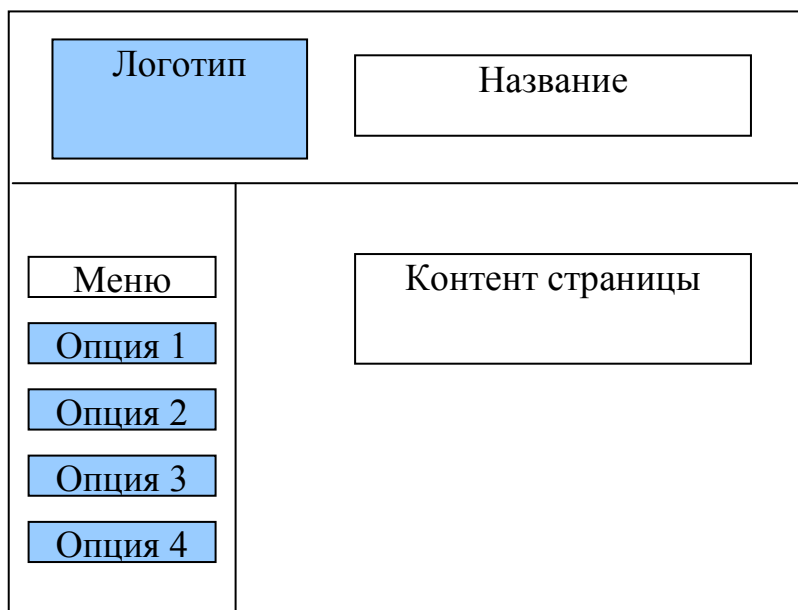 Логотип
Название
Меню
Контент страницы
Опция 1
Опция 2
Опция 3
Опция 4